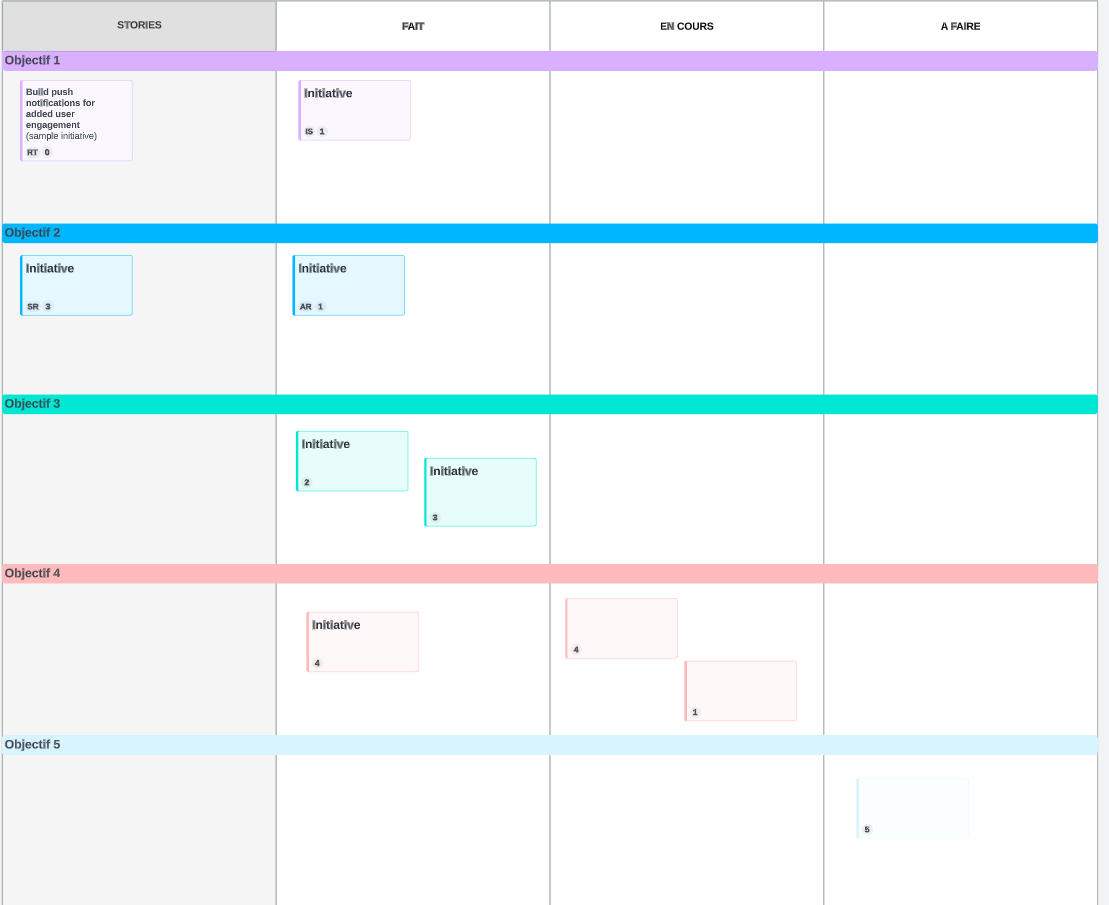 STORIES
FAIT
EN COURS
A FAIRE
Objectif 1
Build push
notifications for
added user
engagement
(sample initiative)
RT 0
Initiative
IS 1
Objectif 2
Initiative
SR 3
Initiative
AR 1
Objectif 3
Initiative
2
Initiative
3
Objectif 4
Initiative
4
4
1
Objectif 5
5